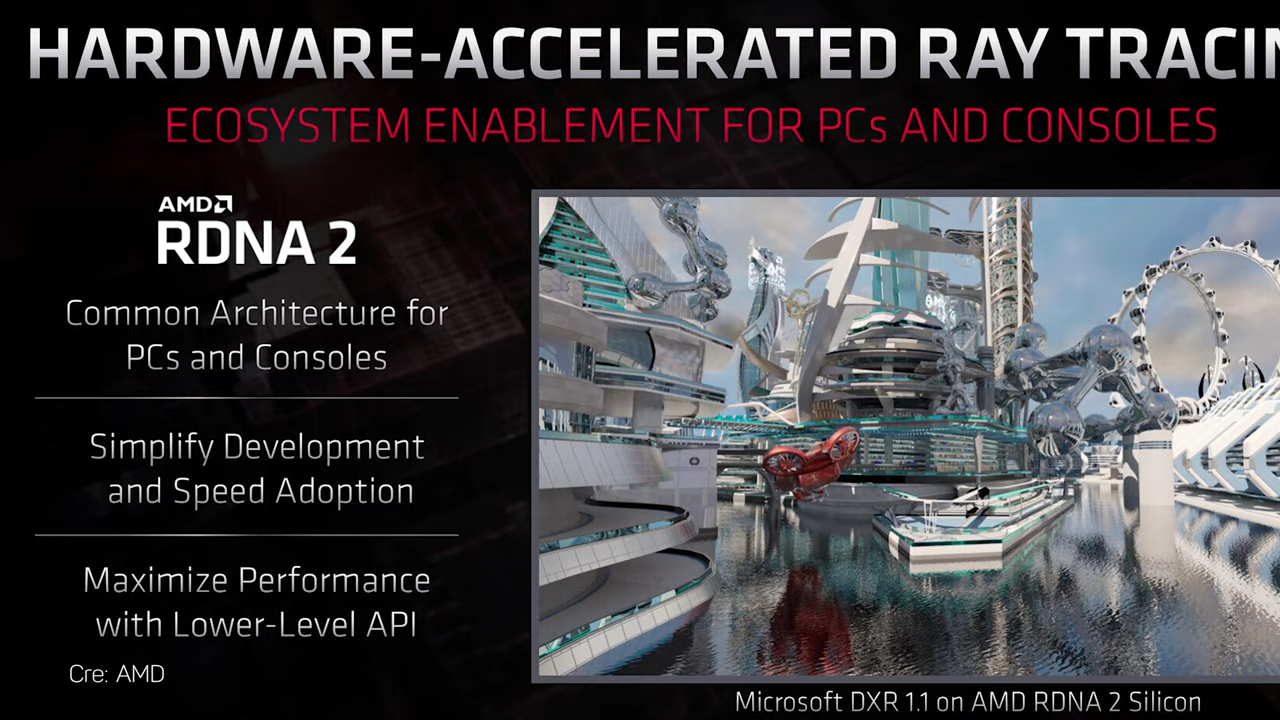 HARDWARE-ACCELERATED RAY TRACIN
ECOSYSTEM ENABLEMENT FOR PCs AND CONSOLES
AMD
RDNA 2
Common Architecture for
PCs and Consoles
Simplify Development
and Speed Adoption
Maximize Performance
with Lower-Level API
Cre: AMD
AMD
Microsoft DXR 1.1 on AMD RDNA 2 Silicon